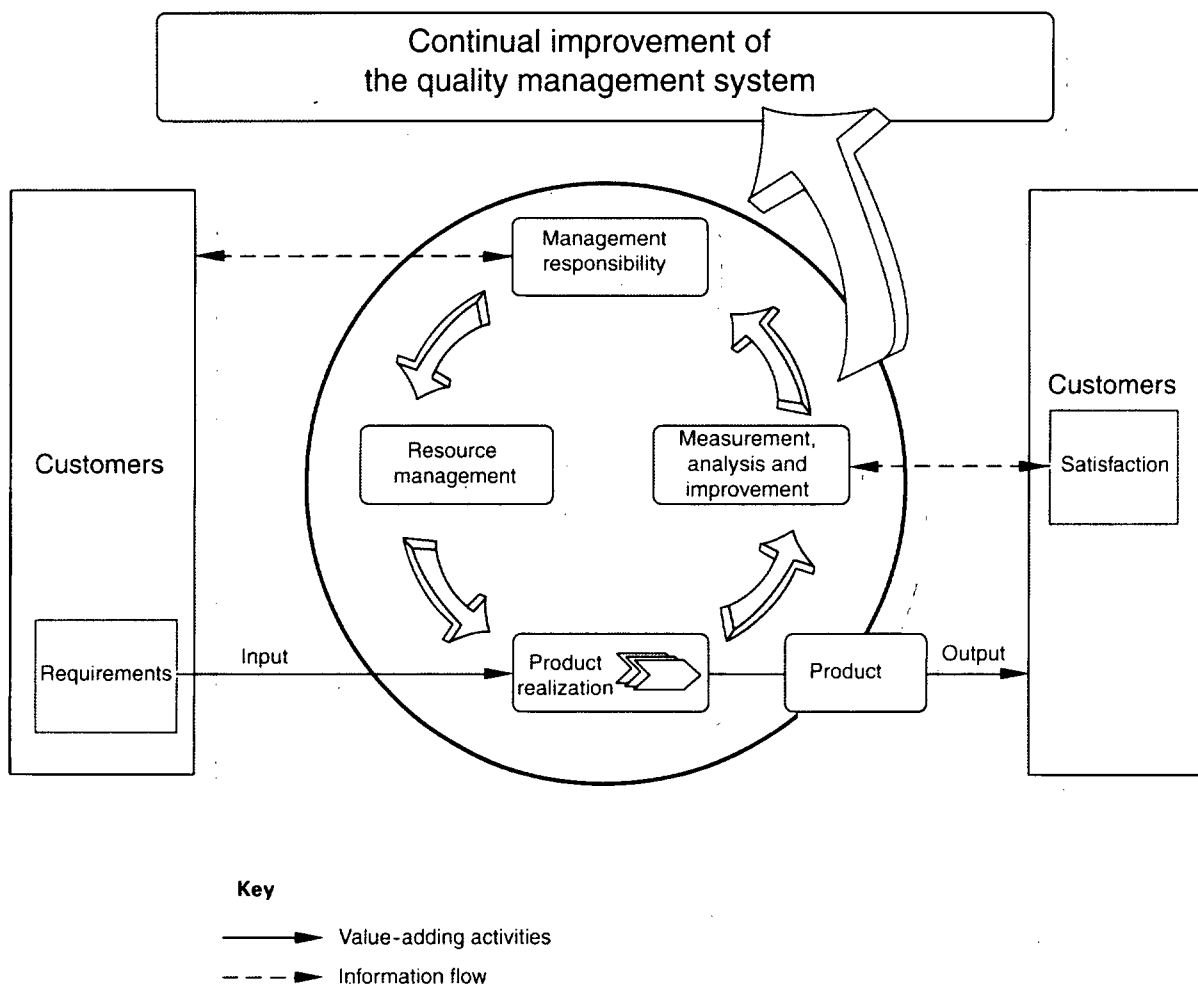 Continual improvement of
the quality management system
Management
responsibility
Customers
Resource
management
Measurement,
analysis and
improvement
Customers
Satisfaction
Requirements
Input
Product
realization
Product
Output
Key
Value-adding activities
Information flow